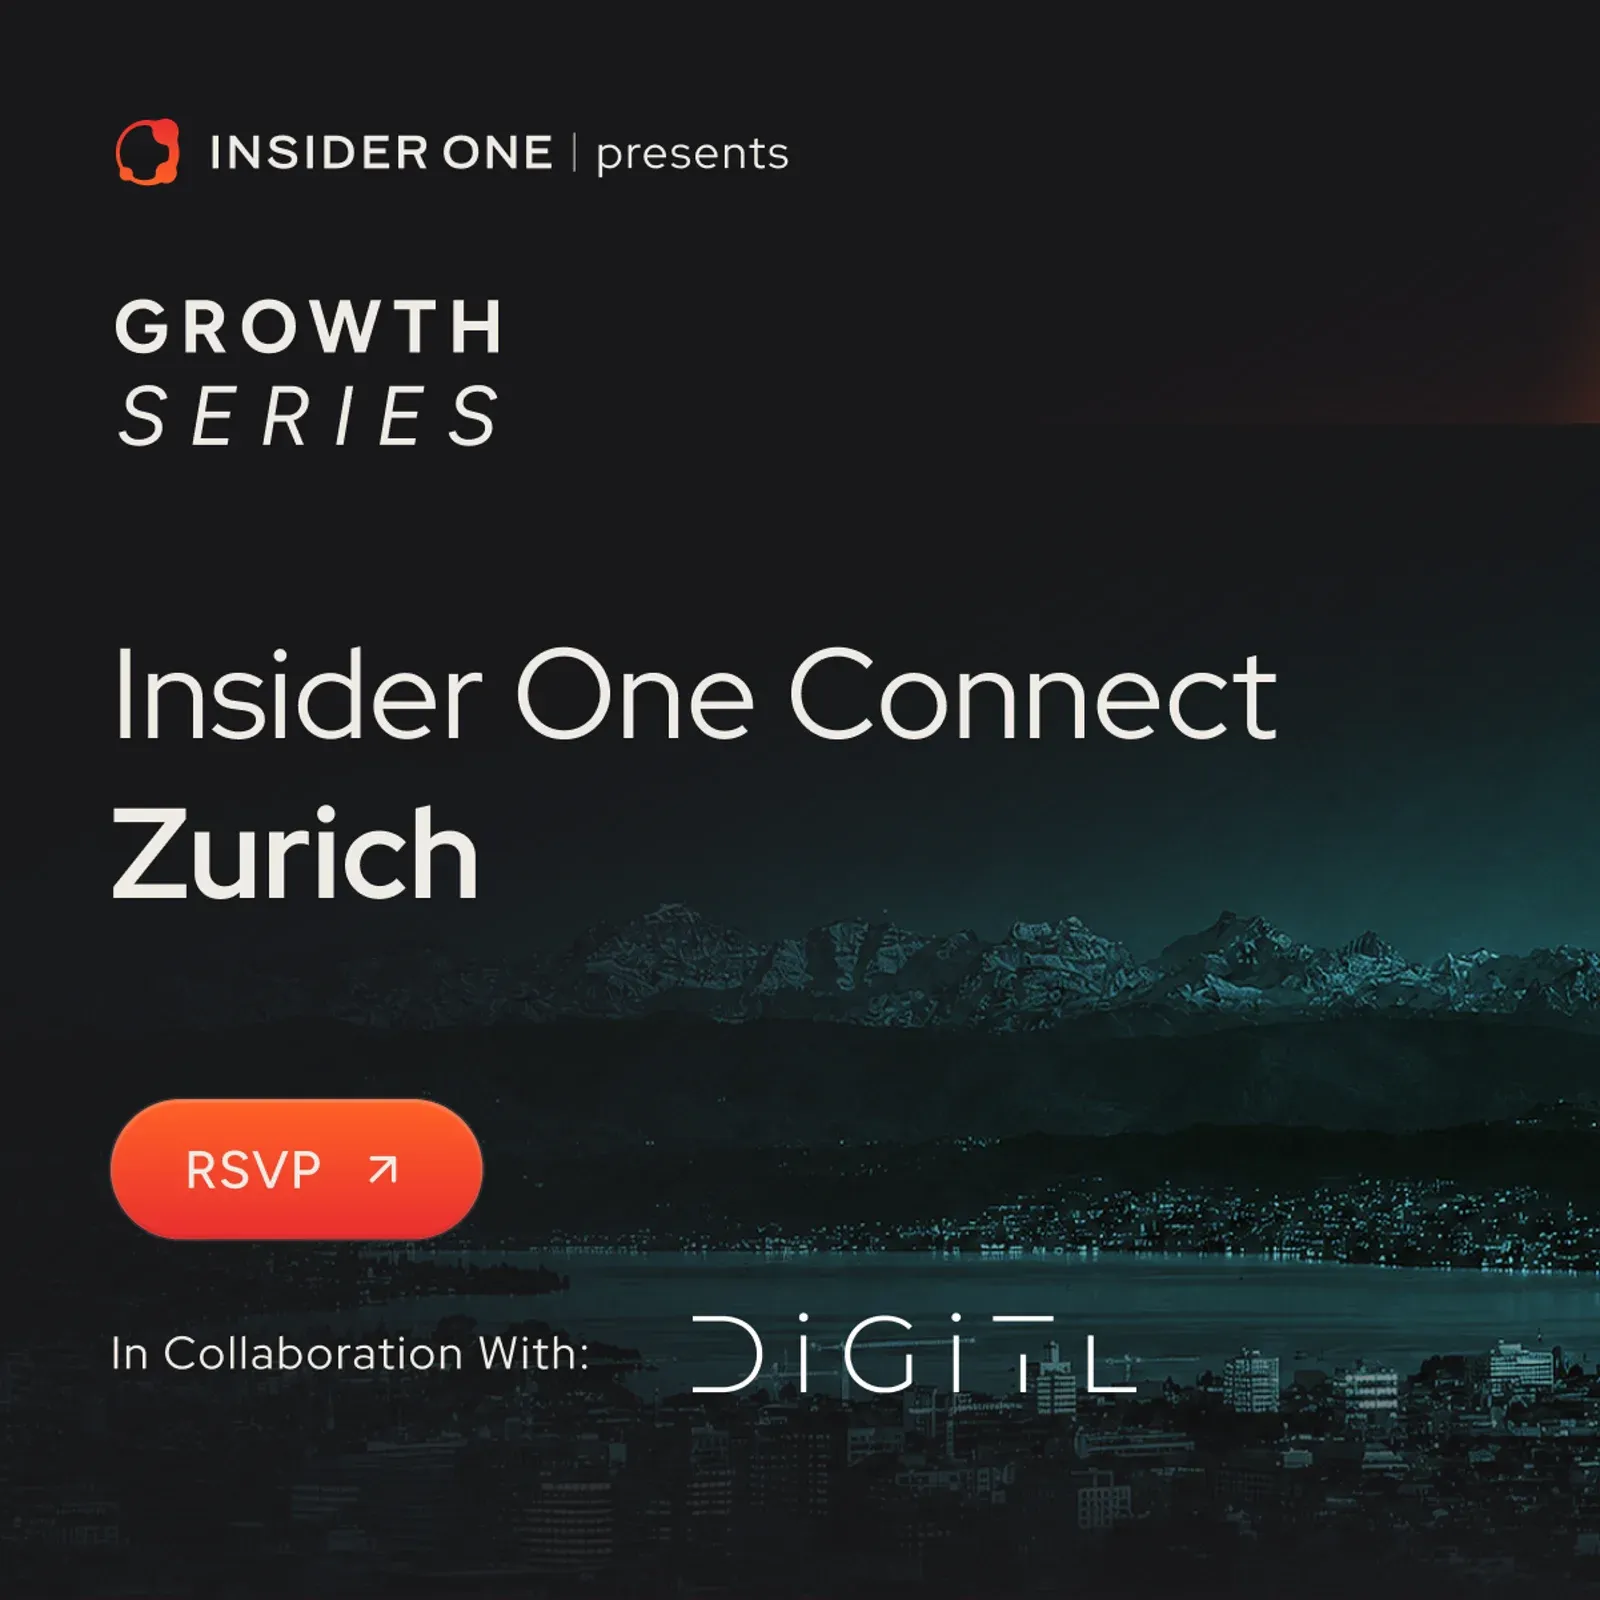 INSIDER ONE | presents
GROWTH
SERIES
Insider One Connect
Zurich
RSVP
In Collaboration With: DiGiTL